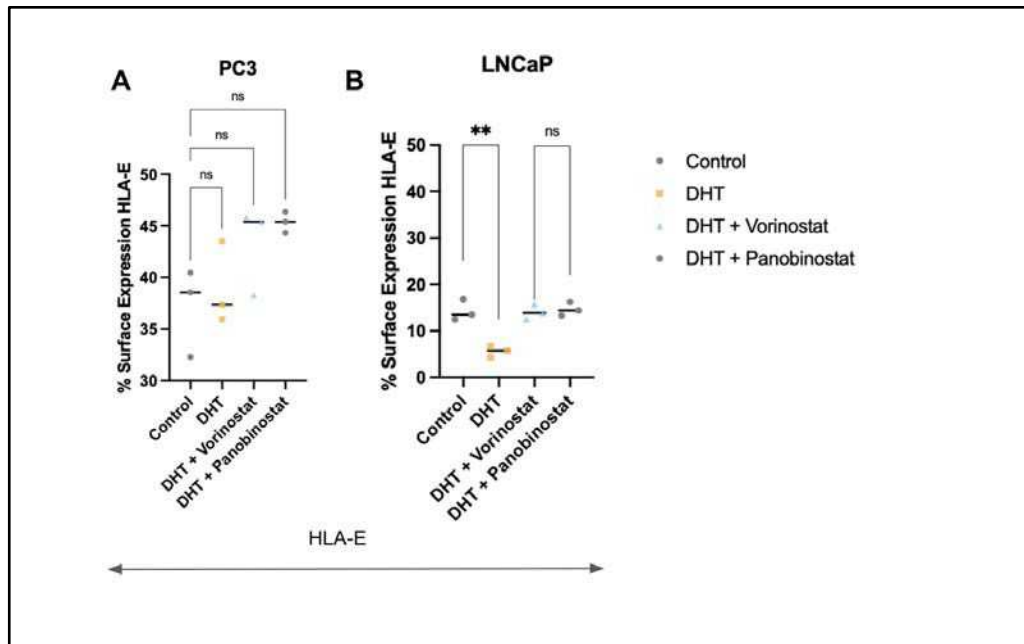 A
PC3
ns
ns
ns
% Surface Expression HLA-E
50
45
40
35
30
Control
DHT
DHT + Vorinostat
DHT + Panobinostat
B
LNCaP
**
ns
% Surface Expression HLA-E
50
40
30
20
10
0
Control
DHT
DHT + Vorinostat
DHT + Panobinostat
Control
DHT
DHT + Vorinostat
DHT + Panobinostat
HLA-E